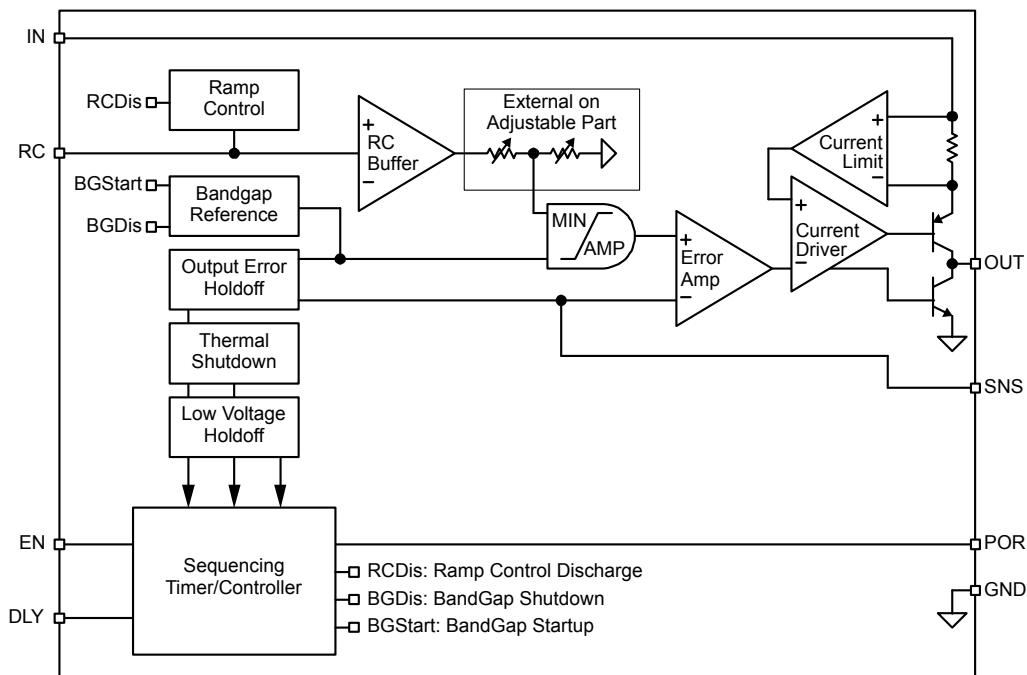 IN
RCDis
Ramp
Control
External on
Adjustable Part
+
RC
Buffer
−
+
Current
Limit
−
RC
BGStart
BGDis
Bandgap
Reference
MIN
AMP
+
Error
Amp
−
+
Current
Driver
−
OUT
Output Error
Holdoff
Thermal
Shutdown
SNS
Low Voltage
Holdoff
EN
Sequencing
Timer/Controller
POR
RCDis: Ramp Control Discharge
BGDis: BandGap Shutdown
BGStart: BandGap Startup
GND
DLY